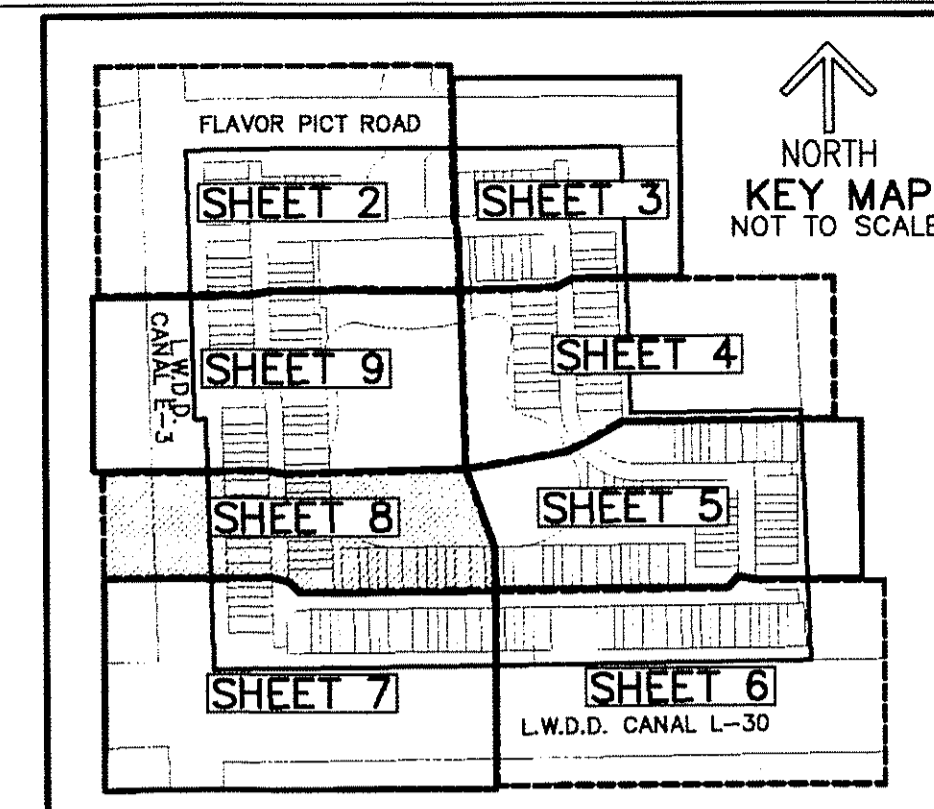 FLAVOR PICT ROAD
NORTH
KEY MAP
NOT TO SCALE
SHEET 2
SHEET 3
SHEET 9
SHEET 4
L.W.D.D.
CANAL E-3
SHEET 8
SHEET 5
SHEET 7
SHEET 6
L.W.D.D. CANAL L-30